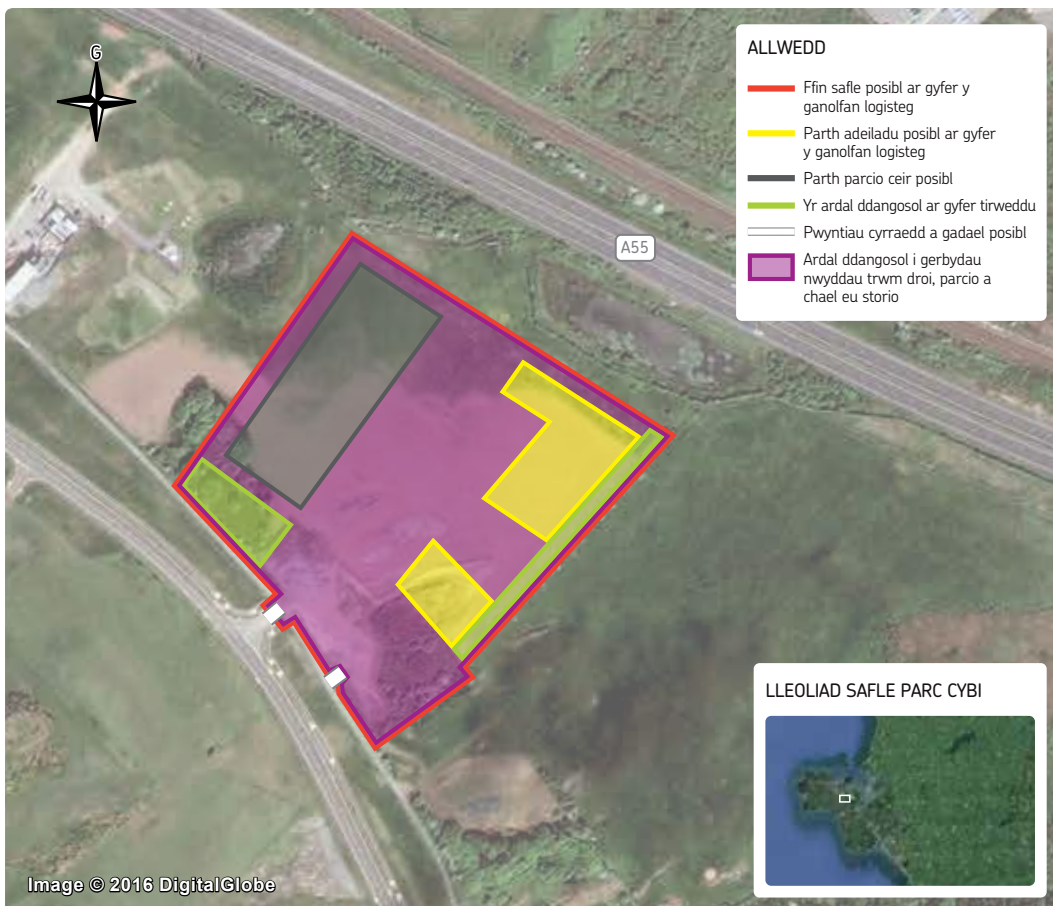 G
ALLWEDD
Ffin safle posibl ar gyfer y
ganolfan logisteg
Parth adeiladu posibl ar gyfer
y ganolfan logisteg
Parth parcio ceir posibl
Yr ardal ddangosol ar gyfer tirweddu
Pwyntiau cyrraedd a gadael posibl
Ardal ddangosol i gerbydau
nwyddau trwm droi, parcio a
chael eu storio
A55
LLEOLIAD SAFLE PARC CYBI
Image © 2016 DigitalGlobe